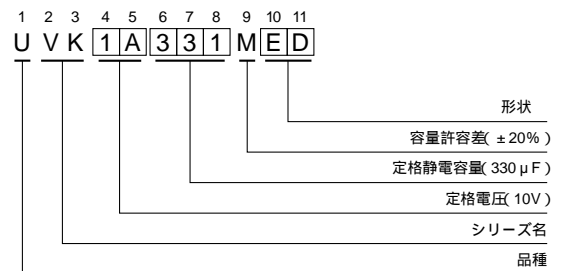 1 2 3 4 5 6 7 8 9 10 11
U V K 1 A 3 3 1 M E D
形状
容量許容差( ±20% )
定格静電容量( 330 µF )
定格電圧( 10V )
シリーズ名
品種